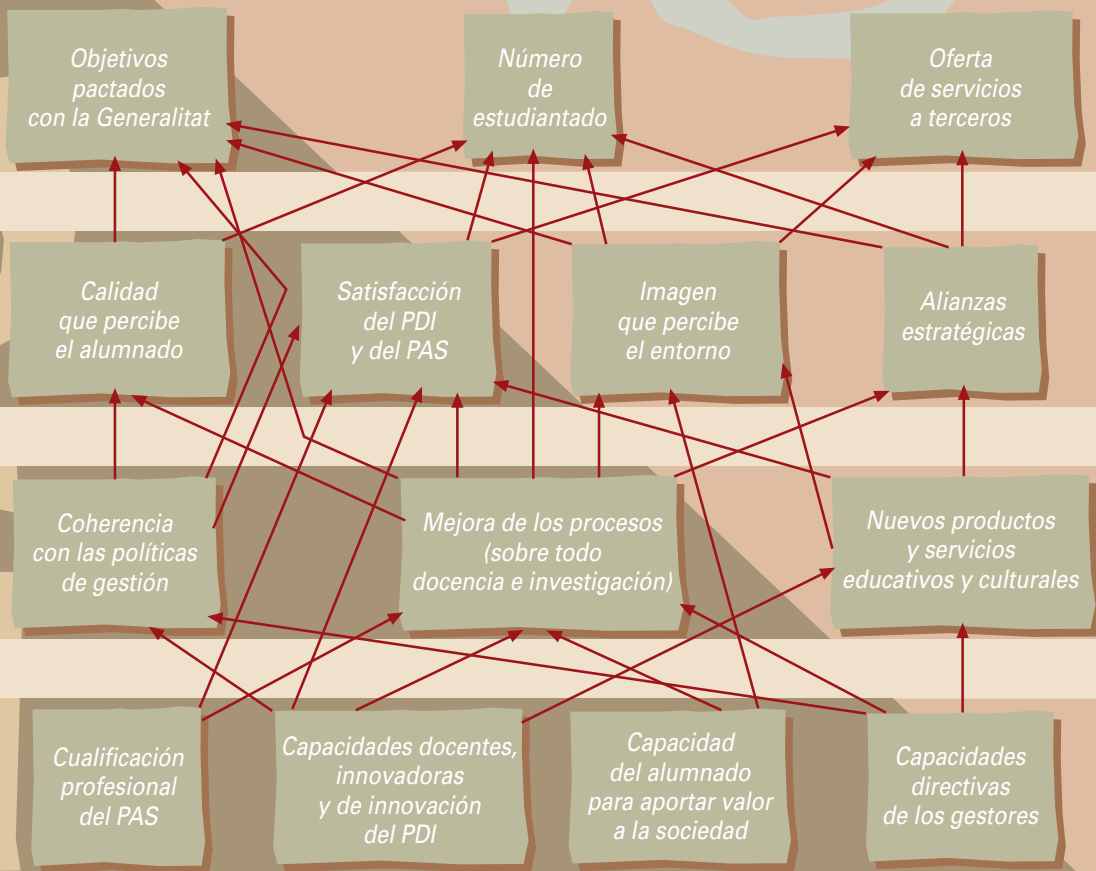 Objetivos
pactados
con la Generalitat
Número
de
estudiantado
Oferta
de servicios
a terceros
Calidad
que percibe
el alumnado
Satisfacción
del PDI
y del PAS
Imagen
que percibe
el entorno
Alianzas
estratégicas
Coherencia
con las políticas
de gestión
Mejora de los procesos
(sobre todo
docencia e investigación)
Nuevos productos
y servicios
educativos y culturales
Cualificación
profesional
del PAS
Capacidades docentes,
innovadoras
y de innovación
del PDI
Capacidad
del alumnado
para aportar valor
a la sociedad
Capacidades
directivas
de los gestores